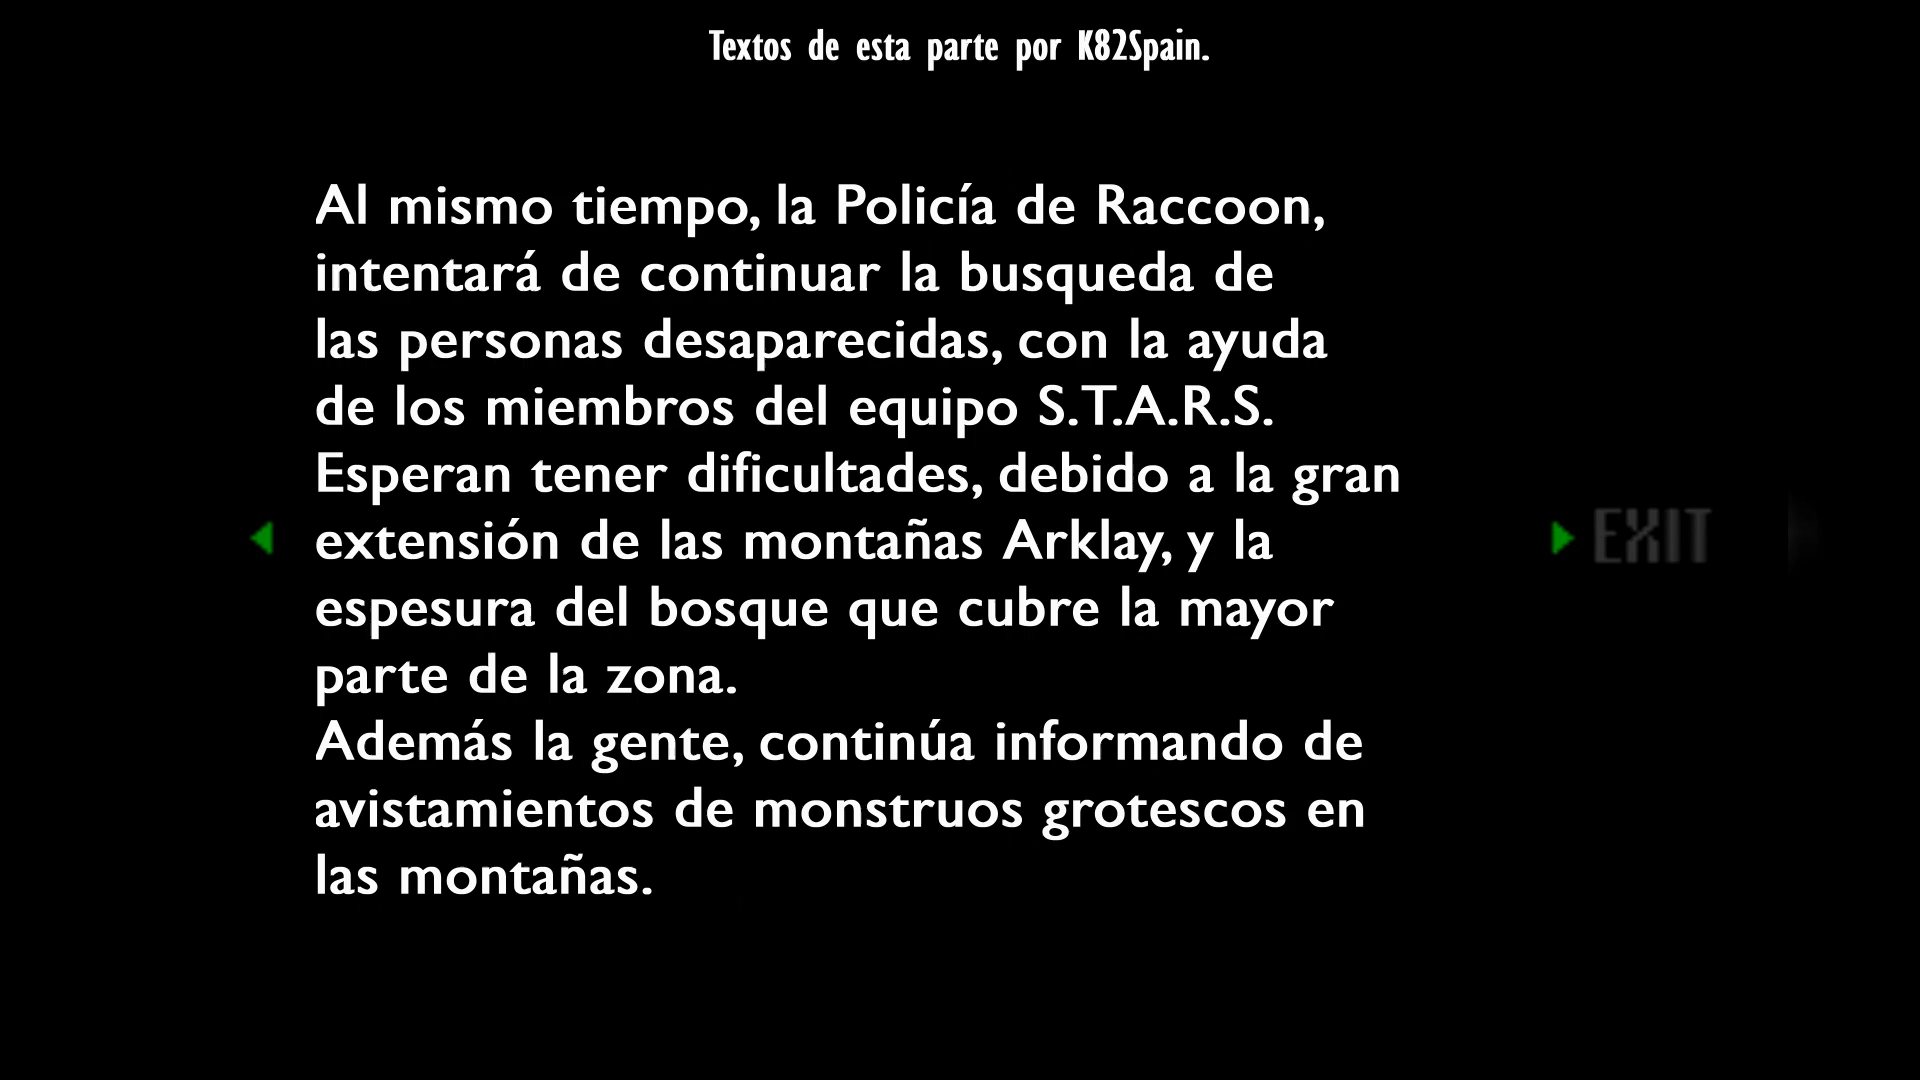 Textos de esta parte por K82Spain.
Al mismo tiempo, la Policía de Raccoon,
intentará de continuar la busqueda de
las personas desaparecidas, con la ayuda
de los miembros del equipo S.T.A.R.S.
Esperan tener dificultades, debido a la gran
extensión de las montañas Arklay, y la
espesura del bosque que cubre la mayor
parte de la zona.
Además la gente, continúa informando de
avistamientos de monstruos grotescos en
las montañas.
EXIT